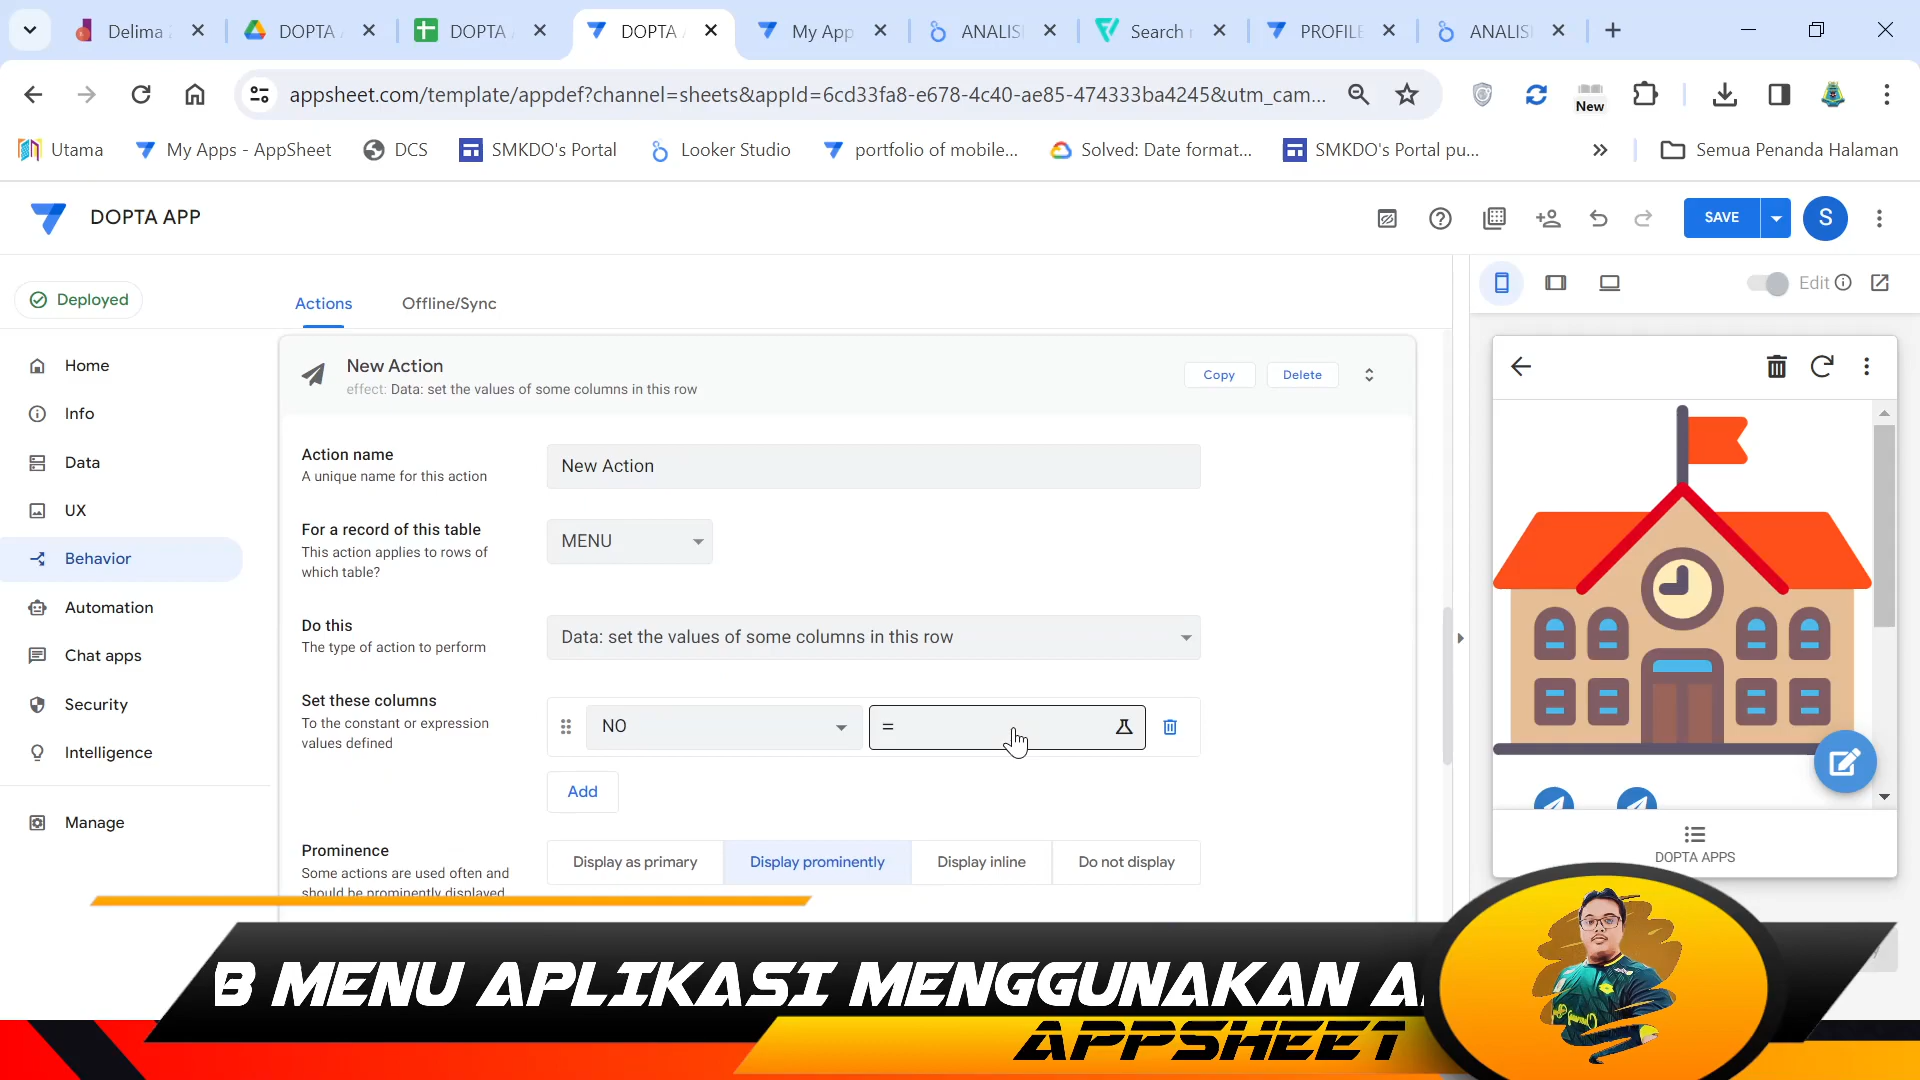 Delima
DOPTA
DOPTA
DOPTA
My App
ANALIS
Search
PROFILE
ANALIS
appsheet.com/template/appdef?channel=sheets&appId=6cd33fa8-e678-4c40-ae85-474333ba4245&utm_cam...
New
Utama
My Apps - AppSheet
DCS
SMKDO's Portal
Looker Studio
portfolio of mobile...
Solved: Date format...
SMKDO's Portal pu...
»
Semua Penanda Halaman
DOPTA APP
SAVE
S
Deployed
Actions
Offline/Sync
Edit
Home
Info
Data
UX
Behavior
Automation
Chat apps
Security
Intelligence
Manage
New Action
effect: Data: set the values of some columns in this row
Copy
Delete
Action name
A unique name for this action
New Action
For a record of this table
This action applies to rows of
which table?
MENU
Do this
The type of action to perform
Data: set the values of some columns in this row
Set these columns
To the constant or expression
values defined
NO
=
Add
Prominence
Some actions are used often and
should be prominently displayed
Display as primary
Display prominently
Display inline
Do not display
DOPTA APPS
B MENU APLIKASI MENGGUNAKAN A
APPSHEET